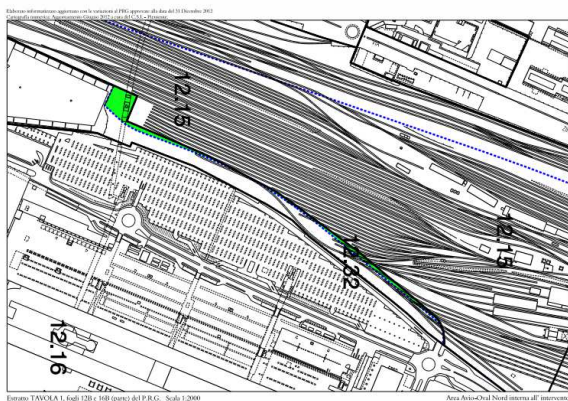 Elaborato informatizzato aggiornato con le variazioni al PRG approvate alla data del 31 Dicembre 2012
Cartografia numerica: Aggiornamento Giugno 2012 a cura del C.S.I. - Piemonte.
12.15
12.15
12.32
12.16
Estratto TAVOLA 1, fogli 12B e 16B (parte) del P.R.G. Scala 1:2000
Area Avio-Oval Nord interna all' intervento